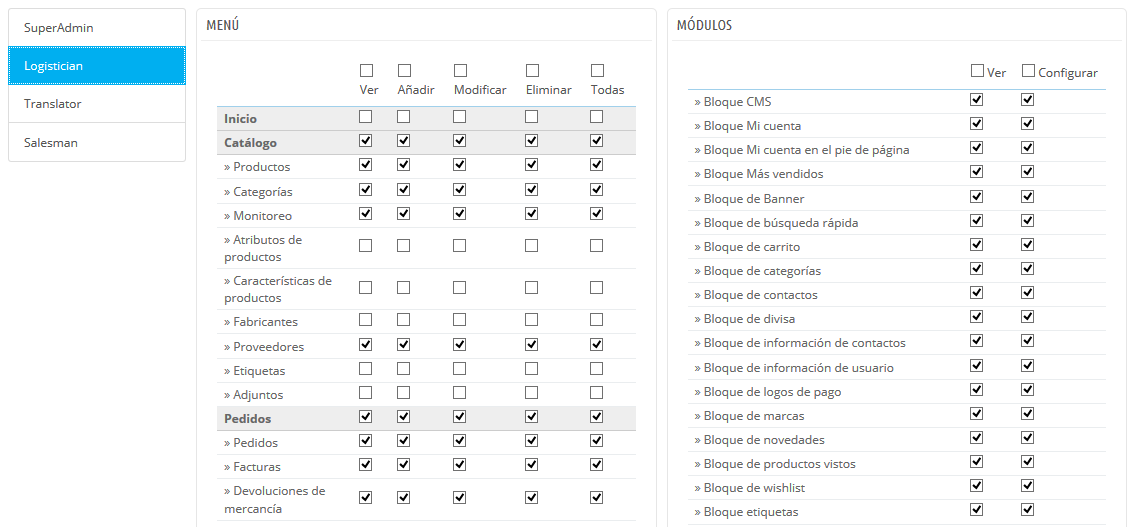 SuperAdmin
Logistician
Translator
Salesman
MENÚ
Ver Añadir Modificar Eliminar Todas
Inicio
Catálogo
» Productos
» Categorías
» Monitoreo
» Atributos de
productos
» Características de
productos
» Fabricantes
» Proveedores
» Etiquetas
» Adjuntos
Pedidos
» Pedidos
» Facturas
» Devoluciones de
mercancía
MÓDULOS
Ver Configurar
» Bloque CMS
» Bloque Mi cuenta
» Bloque Mi cuenta en el pie de página
» Bloque Más vendidos
» Bloque de Banner
» Bloque de búsqueda rápida
» Bloque de carrito
» Bloque de categorías
» Bloque de contactos
» Bloque de divisa
» Bloque de información de contactos
» Bloque de información de usuario
» Bloque de logos de pago
» Bloque de marcas
» Bloque de novedades
» Bloque de productos vistos
» Bloque de wishlist
» Bloque etiquetas